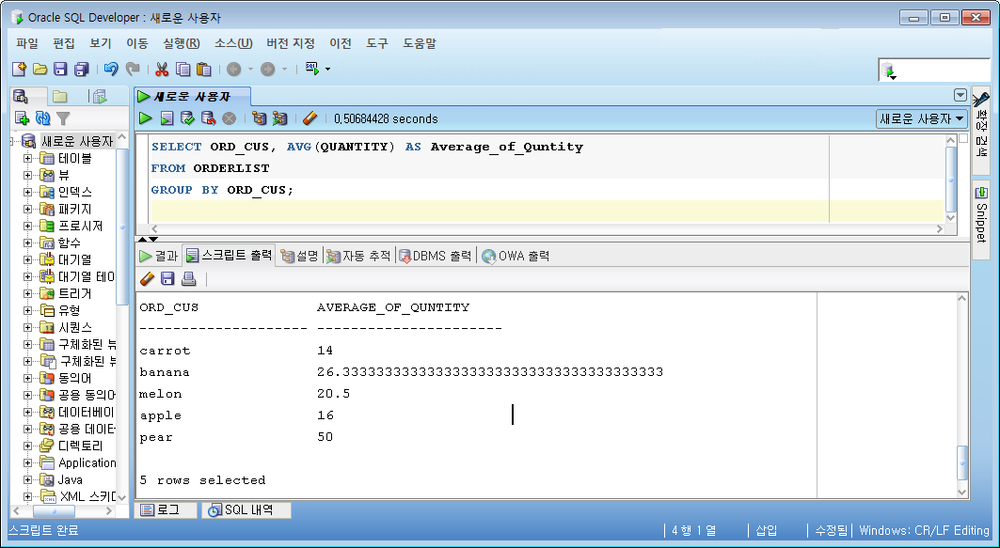 Oracle SQL Developer : 새로운 사용자
파일 편집 보기 이동 실행(R) 소스(U) 버전 지정 이전 도구 도움말
새로운 사용자
0,50684428 seconds
새로운 사용자
SELECT ORD_CUS, AVG(QUANTITY) AS Average_of_Quntity
FROM ORDERLIST
GROUP BY ORD_CUS;
새로운 사용자
테이블
뷰
인덱스
패키지
프로시저
함수
대기열
대기열 테이
트리거
유형
시퀀스
구체화된 뷰
구체화된 뷰
동의어
공용 동의어
데이터베이
공용 데이터
디렉토리
Application
Java
XML 스키마
결과 스크립트 출력 설명 자동 추적 DBMS 출력 OWA 출력
ORD_CUS AVERAGE_OF_QUNTITY
-------------------- ----------------------
carrot 14
banana 26.33333333333333333333333333333333333333
melon 20.5
apple 16
pear 50
5 rows selected
로그 SQL 내역
스크립트 완료
4 행 1 열 삽입 수정됨 Windows: CR/LF Editing
확장 검색
Snippet